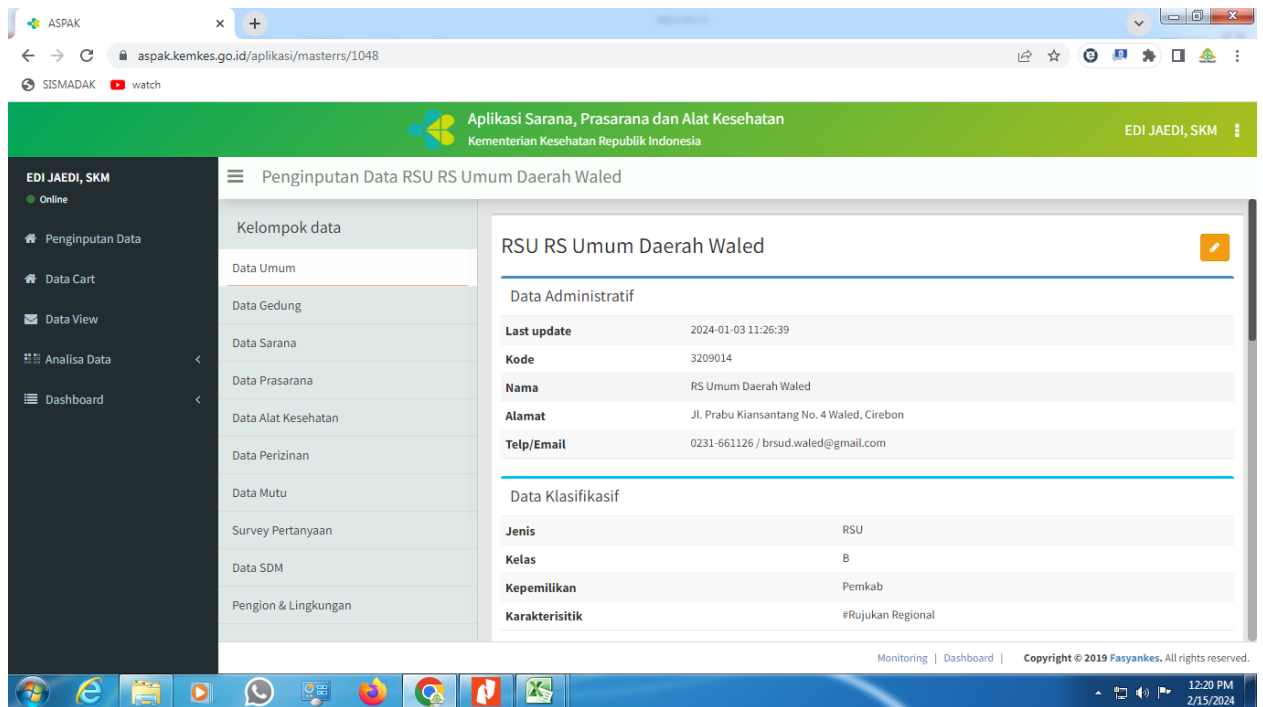 ASPAK
aspak.kemkes.go.id/aplikasi/masterrs/1048
SISMADAK watch
Aplikasi Sarana, Prasarana dan Alat Kesehatan
Kementerian Kesehatan Republik Indonesia
EDI JAEDI, SKM
EDI JAEDI, SKM
Online
Penginputan Data
Data Cart
Data View
Analisa Data
Dashboard
Penginputan Data RSU RS Umum Daerah Waled
Kelompok data
Data Umum
Data Gedung
Data Sarana
Data Prasarana
Data Alat Kesehatan
Data Perizinan
Data Mutu
Survey Pertanyaan
Data SDM
Pengion & Lingkungan
RSU RS Umum Daerah Waled
Data Administratif
Last update 2024-01-03 11:26:39
Kode 3209014
Nama RS Umum Daerah Waled
Alamat Jl. Prabu Kiansantang No. 4 Waled, Cirebon
Telp/Email 0231-661126 / brsud.waled@gmail.com
Data Klasifikasif
Jenis RSU
Kelas B
Kepemilikan Pemkab
Karakterisitik #Rujukan Regional
Monitoring | Dashboard | Copyright © 2019 Fasyankes. All rights reserved.
12:20 PM
2/15/2024